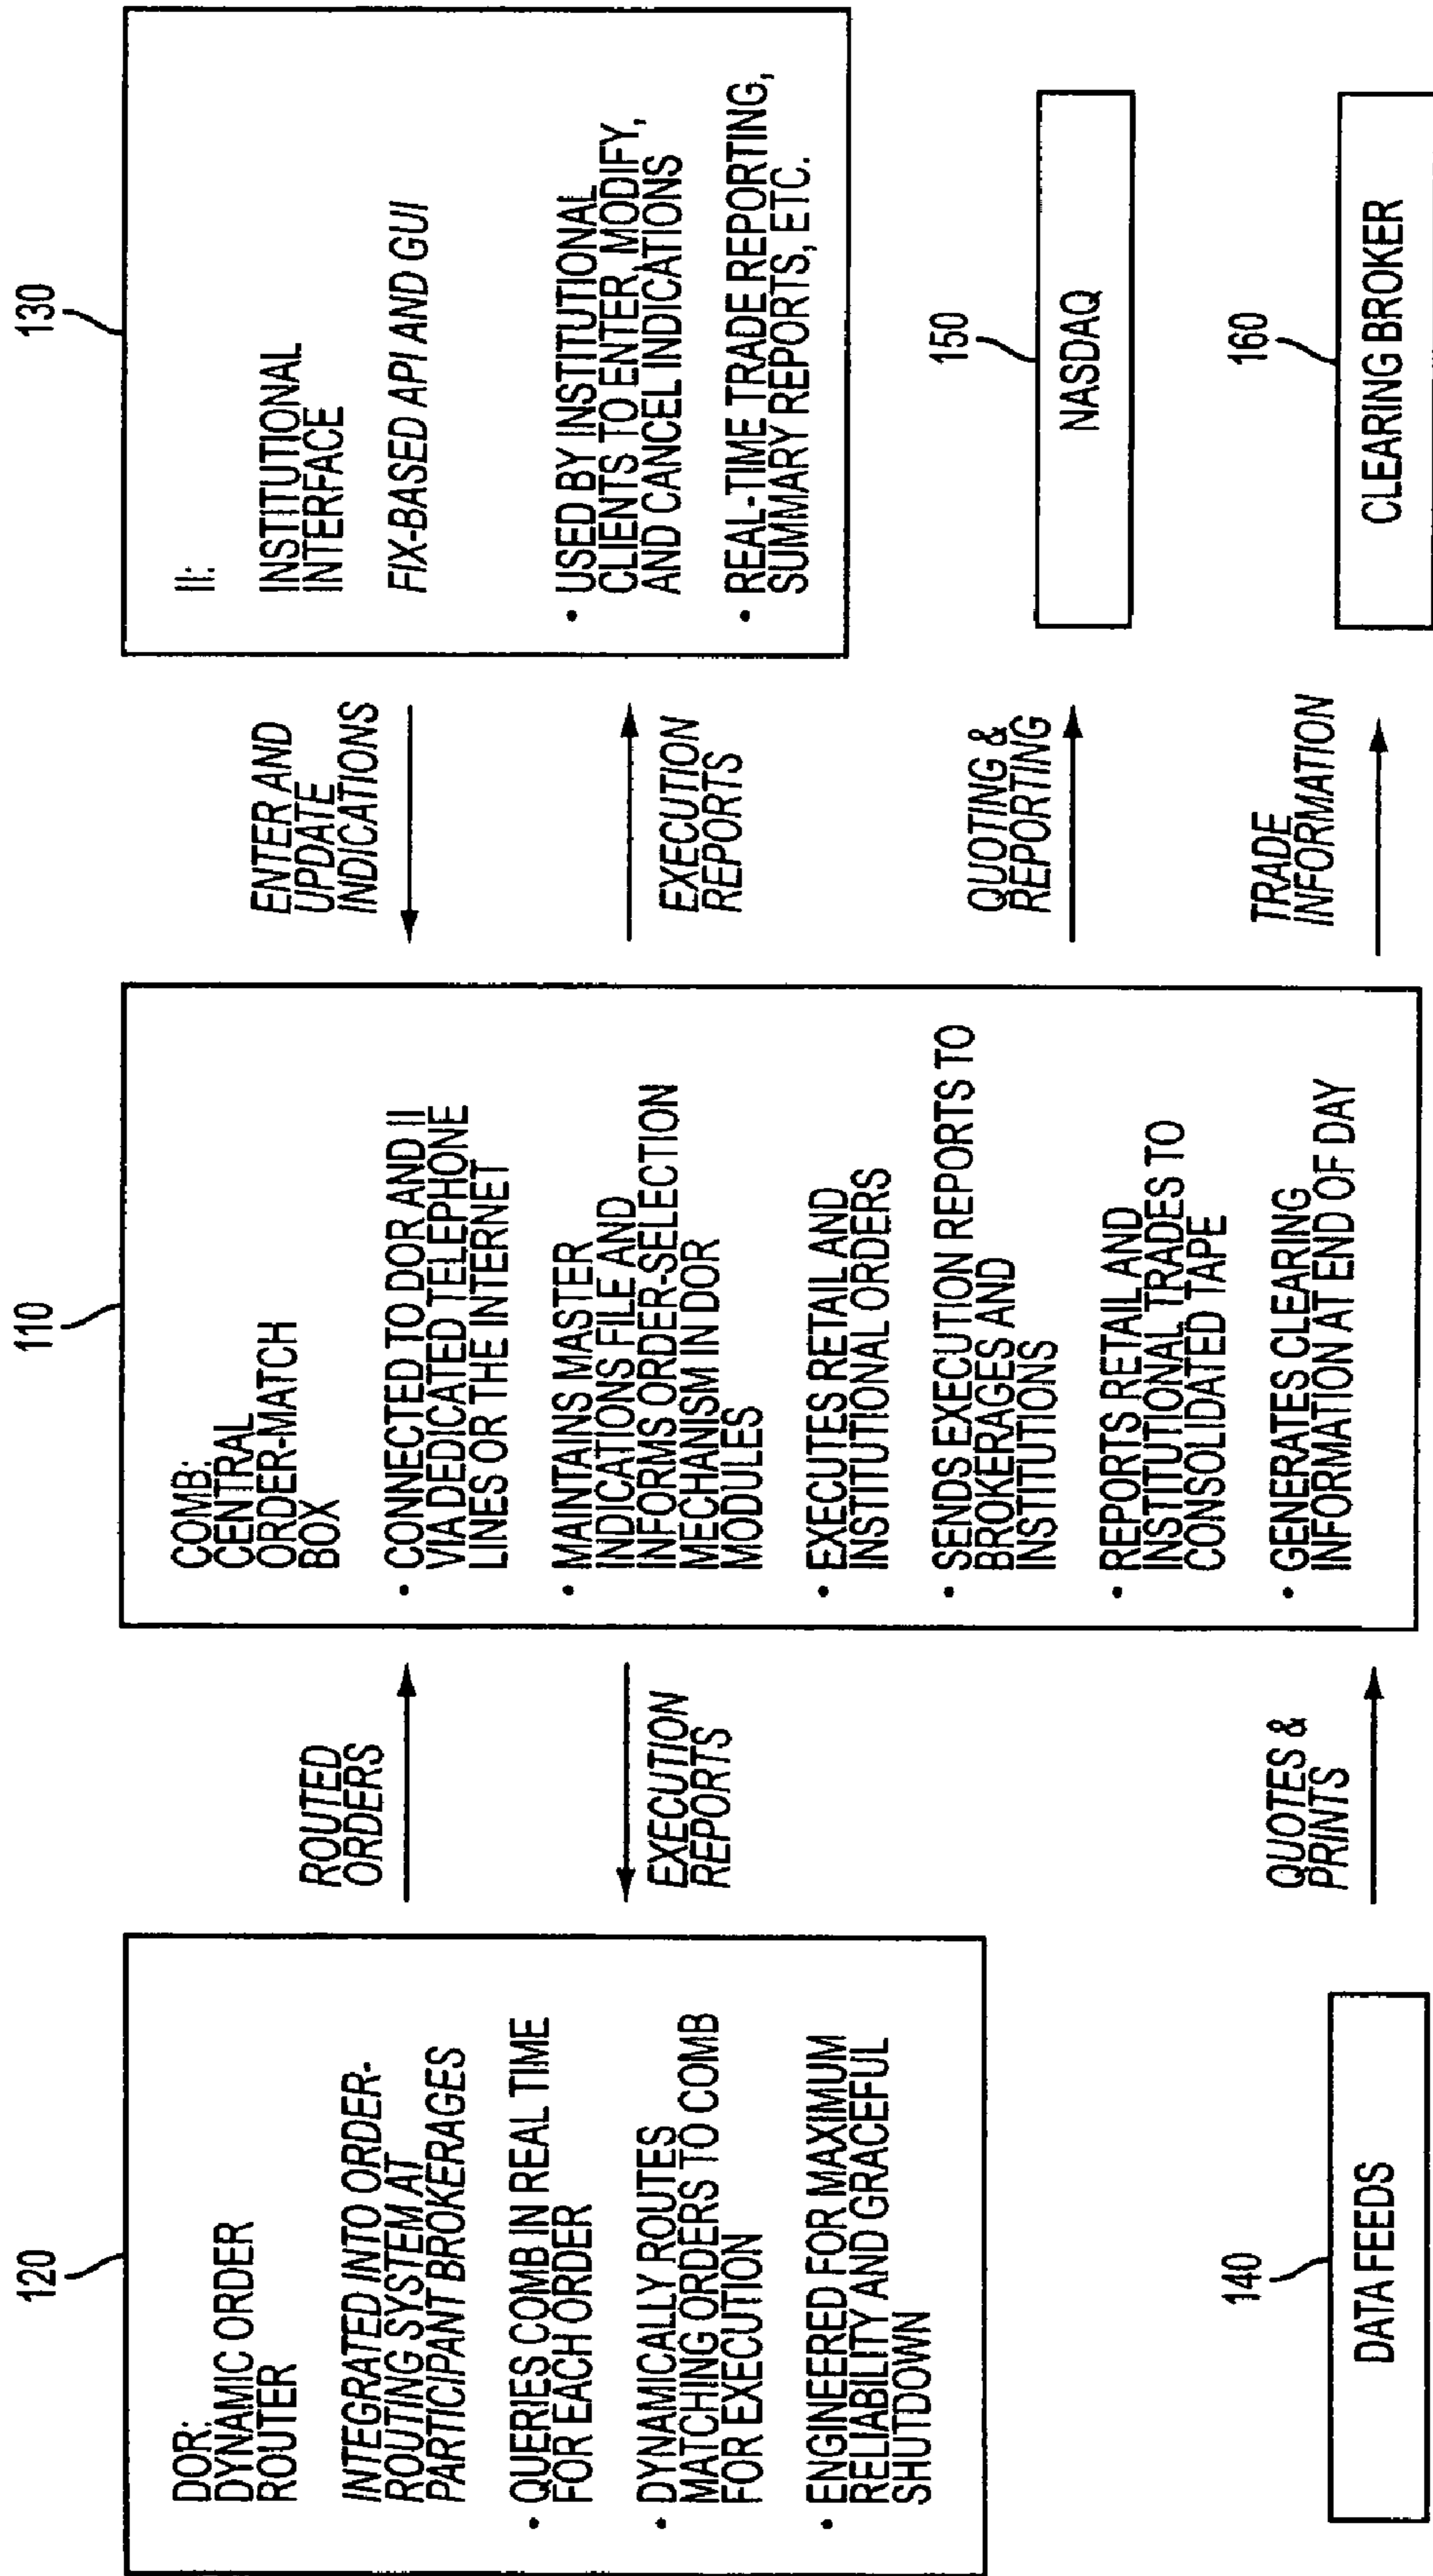 120
DOR:
DYNAMIC ORDER
ROUTER
INTEGRATED INTO ORDER-
ROUTING SYSTEM AT
PARTICIPANT BROKERAGES
• QUERIES COMB IN REAL TIME
FOR EACH ORDER
• DYNAMICALLY ROUTES
MATCHING ORDERS TO COMB
FOR EXECUTION
• ENGINEERED FOR MAXIMUM
RELIABILITY AND GRACEFUL
SHUTDOWN
140
DATA FEEDS
ROUTED
ORDERS
EXECUTION
REPORTS
QUOTES &
PRINTS
110
COMB:
CENTRAL
ORDER-MATCH
BOX
• CONNECTED TO DOR AND II
VIA DEDICATED TELEPHONE
LINES OR THE INTERNET
• MAINTAINS MASTER
INDICATIONS FILE AND
INFORMS ORDER-SELECTION
MECHANISM IN DOR
MODULES
• EXECUTES RETAIL AND
INSTITUTIONAL ORDERS
• SENDS EXECUTION REPORTS TO
BROKERAGES AND
INSTITUTIONS
• REPORTS RETAIL AND
INSTITUTIONAL TRADES TO
CONSOLIDATED TAPE
• GENERATES CLEARING
INFORMATION AT END OF DAY
ENTER AND
UPDATE
INDICATIONS
EXECUTION
REPORTS
QUOTING &
REPORTING
TRADE
INFORMATION
130
II:
INSTITUTIONAL
INTERFACE
FIX-BASED API AND GUI
• USED BY INSTITUTIONAL
CLIENTS TO ENTER, MODIFY,
AND CANCEL INDICATIONS
• REAL-TIME TRADE REPORTING,
SUMMARY REPORTS, ETC.
150
NASDAQ
160
CLEARING BROKER